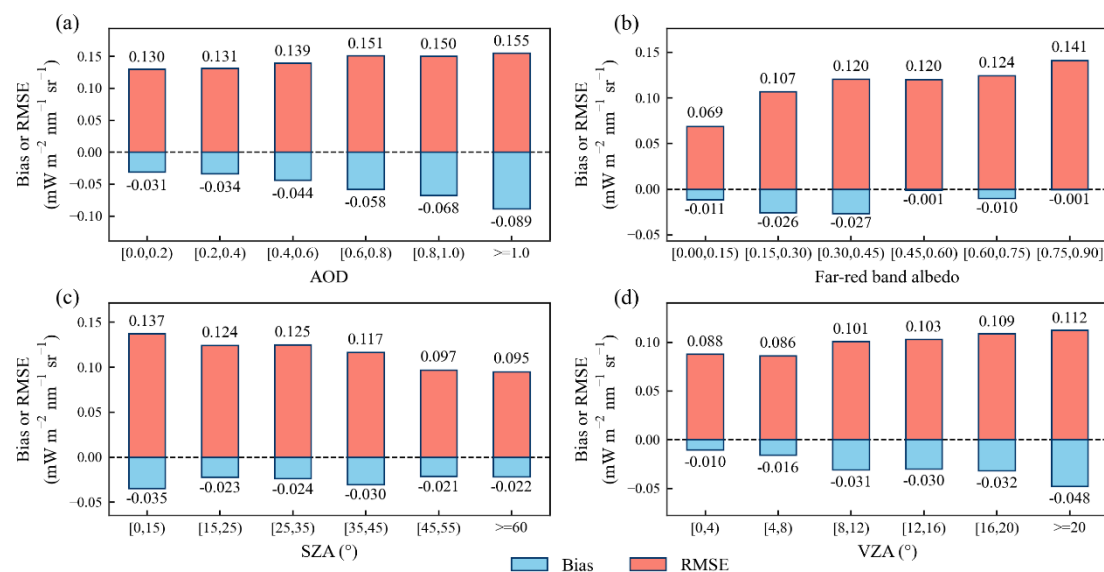 (a)
0.130 0.131 0.139 0.151 0.150 0.155
0.15
0.10
0.05
0.00
−0.05
−0.10
-0.031 -0.034 -0.044 -0.058 -0.068 -0.089
Bias or RMSE
(mW m⁻² nm⁻¹ sr⁻¹)
[0.0,0.2) [0.2,0.4) [0.4,0.6) [0.6,0.8) [0.8,1.0) >=1.0
AOD
(b)
0.069 0.107 0.120 0.120 0.124 0.141
0.15
0.10
0.05
0.00
−0.05
-0.011 -0.026 -0.027 -0.001 -0.010 -0.001
Bias or RMSE
(mW m⁻² nm⁻¹ sr⁻¹)
[0.00,0.15) [0.15,0.30) [0.30,0.45) [0.45,0.60) [0.60,0.75) [0.75,0.90]
Far-red band albedo
(c)
0.137 0.124 0.125 0.117 0.097 0.095
0.15
0.10
0.05
0.00
−0.05
-0.035 -0.023 -0.024 -0.030 -0.021 -0.022
Bias or RMSE
(mW m⁻² nm⁻¹ sr⁻¹)
[0,15) [15,25) [25,35) [35,45) [45,55) >=60
SZA (°)
(d)
0.088 0.086 0.101 0.103 0.109 0.112
0.10
0.05
0.00
−0.05
-0.010 -0.016 -0.031 -0.030 -0.032 -0.048
Bias or RMSE
(mW m⁻² nm⁻¹ sr⁻¹)
[0,4) [4,8) [8,12) [12,16) [16,20) >=20
VZA (°)
Bias RMSE